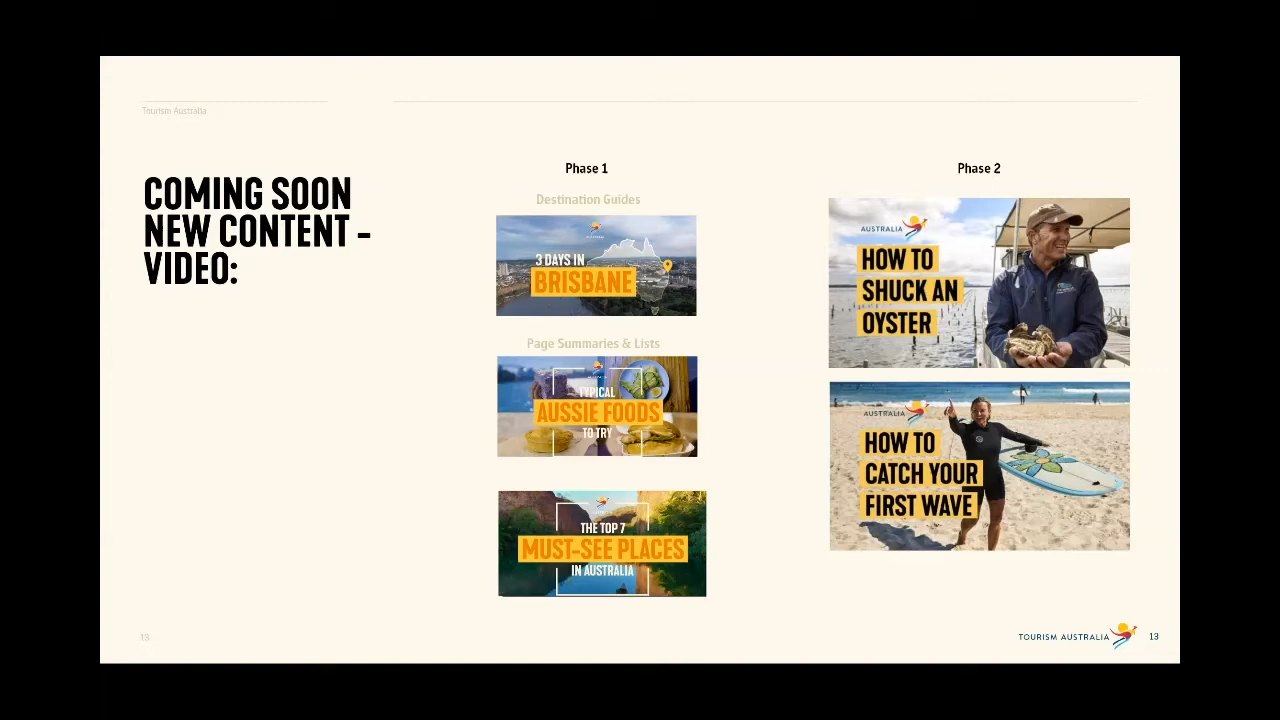 Tourism Australia
COMING SOON
NEW CONTENT -
VIDEO:
Phase 1
Destination Guides
3 DAYS IN
BRISBANE
Page Summaries & Lists
TYPICAL
AUSSIE FOODS
TO TRY
THE TOP 7
MUST-SEE PLACES
IN AUSTRALIA
Phase 2
AUSTRALIA
HOW TO
SHUCK AN
OYSTER
AUSTRALIA
HOW TO
CATCH YOUR
FIRST WAVE
19
TOURISM AUSTRALIA
13